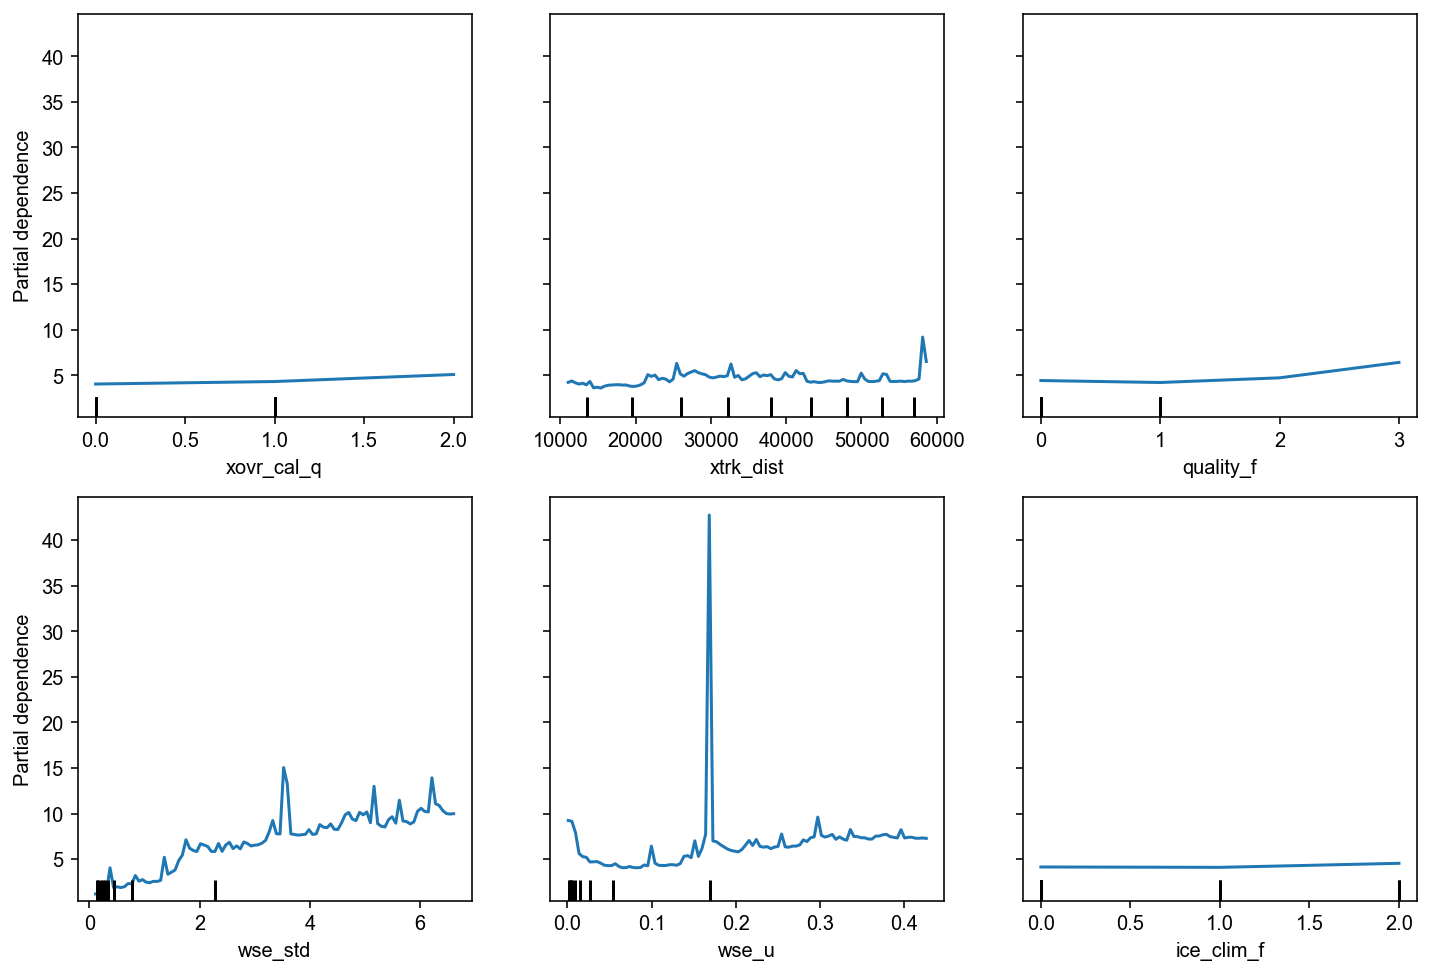 40
35
30
25
20
15
10
5
Partial dependence
0.0 0.5 1.0 1.5 2.0
xovr_cal_q
10000 20000 30000 40000 50000 60000
xtrk_dist
0 1 2 3
quality_f
40
35
30
25
20
15
10
5
Partial dependence
0 2 4 6
wse_std
0.0 0.1 0.2 0.3 0.4
wse_u
0.0 0.5 1.0 1.5 2.0
ice_clim_f